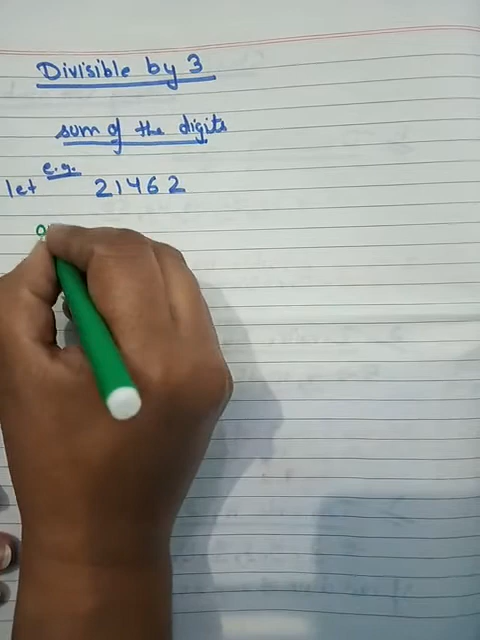 Divisible by 3
sum of the digits
e.g.
let 21462